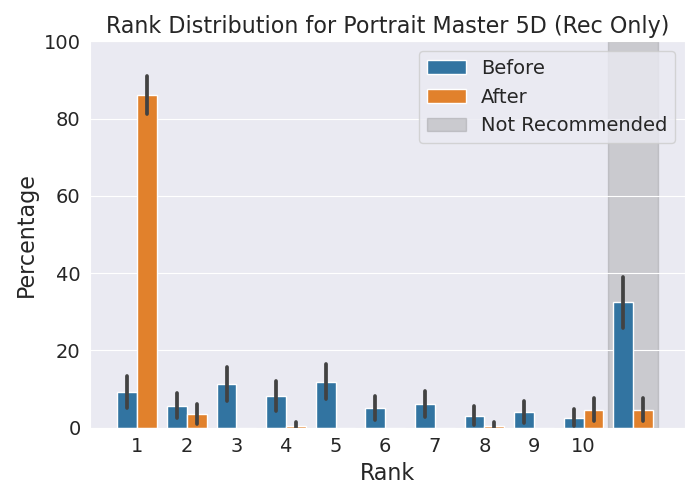 Rank Distribution for Portrait Master 5D (Rec Only)
100
80
60
40
20
0
Percentage
Before
After
Not Recommended
1 2 3 4 5 6 7 8 9 10
Rank